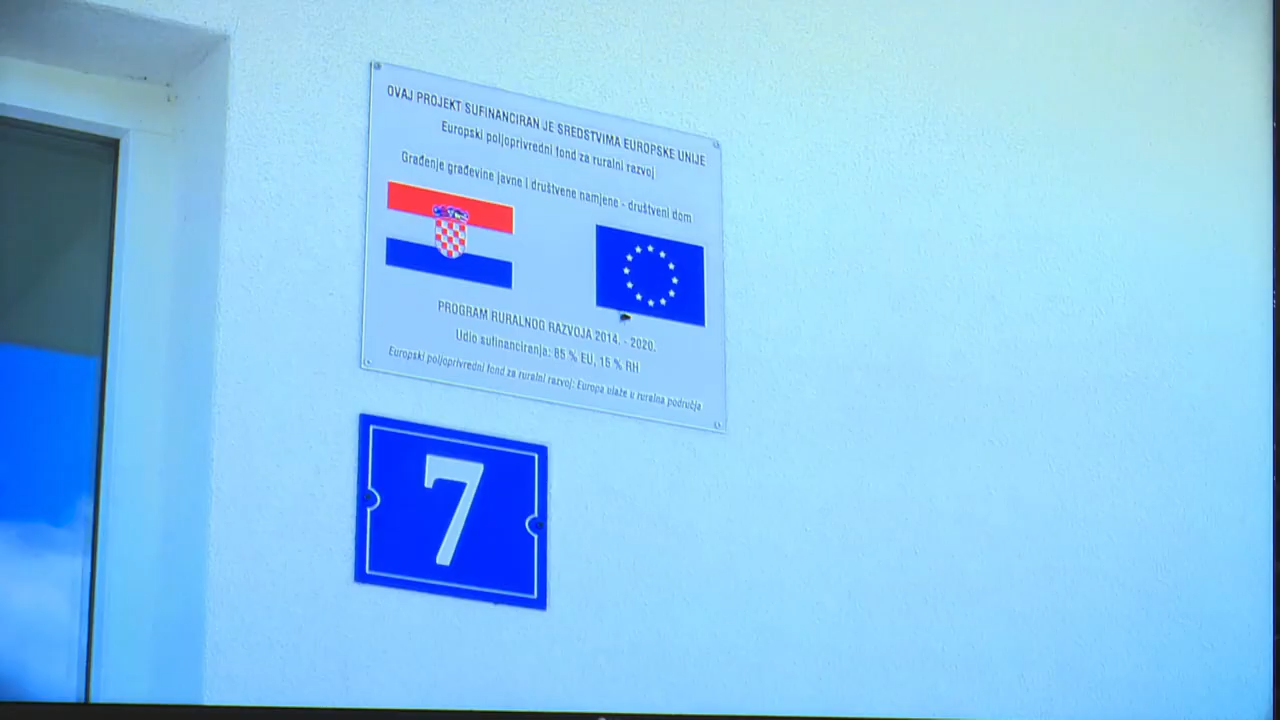 OVAJ PROJEKT SUFINANCIRAN JE SREDSTVIMA EUROPSKE UNIJE
Europski poljoprivredni fond za ruralni razvoj
Građenje građevine javne i društvene namjene - društveni dom
PROGRAM RURALNOG RAZVOJA 2014. - 2020.
Udio sufinanciranja: 85 % EU, 15 % RH
Europski poljoprivredni fond za ruralni razvoj: Europa ulaže u ruralna područja
7